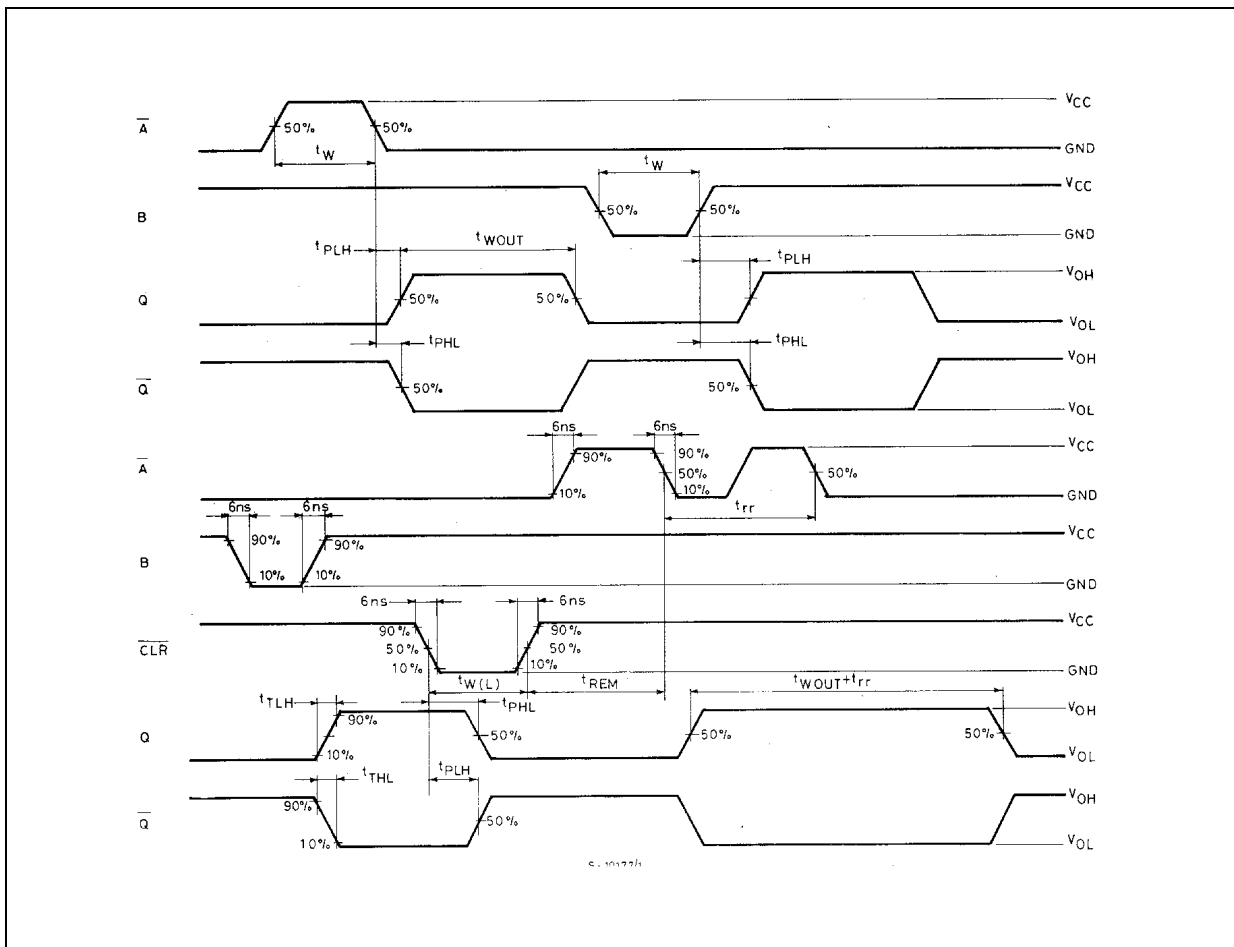 VCC
A
50% 50%
tW
GND
tW
VCC
B
50% 50%
GND
tPLH tWOUT
tPLH
VOH
Q
50% 50%
VOL
tPHL tPHL
VOH
Q
50% 50%
VOL
6ns 6ns
VCC
90% 90%
A
50% 50%
10% 10%
GND
trr
6ns 6ns
VCC
90% 90%
B
10% 10%
GND
6ns 6ns
VCC
90% 90%
CLR
50% 50%
10% 10%
GND
tW(L) tREM tWOUT+trr
tTLH tPHL
VOH
90%
Q
50% 50% 50%
10%
VOL
tTHL tPLH
VOH
90%
Q
50%
10%
VOL